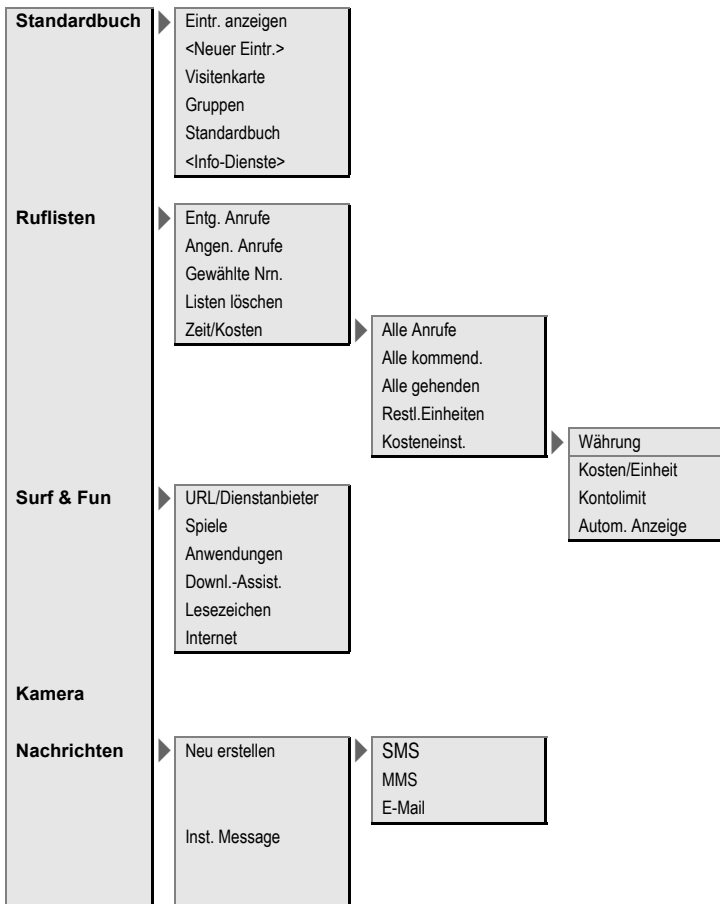 Standardbuch
Eintr. anzeigen
<Neuer Eintr.>
Visitenkarte
Gruppen
Standardbuch
<Info-Dienste>
Ruflisten
Entg. Anrufe
Angen. Anrufe
Gewählte Nrn.
Listen löschen
Zeit/Kosten
Alle Anrufe
Alle kommend.
Alle gehenden
Restl.Einheiten
Kosteneinst.
Währung
Kosten/Einheit
Kontolimit
Autom. Anzeige
Surf & Fun
URL/Dienstanbieter
Spiele
Anwendungen
Downl.-Assist.
Lesezeichen
Internet
Kamera
Nachrichten
Neu erstellen
SMS
MMS
E-Mail
Inst. Message